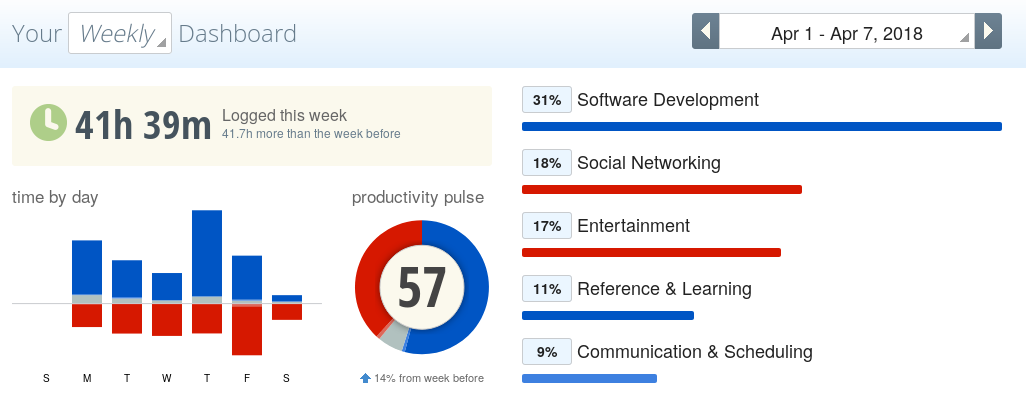 Your Weekly Dashboard
Apr 1 - Apr 7, 2018
41h 39m
Logged this week
41.7h more than the week before
time by day
S M T W T F S
productivity pulse
57
14% from week before
31% Software Development
18% Social Networking
17% Entertainment
11% Reference & Learning
9% Communication & Scheduling